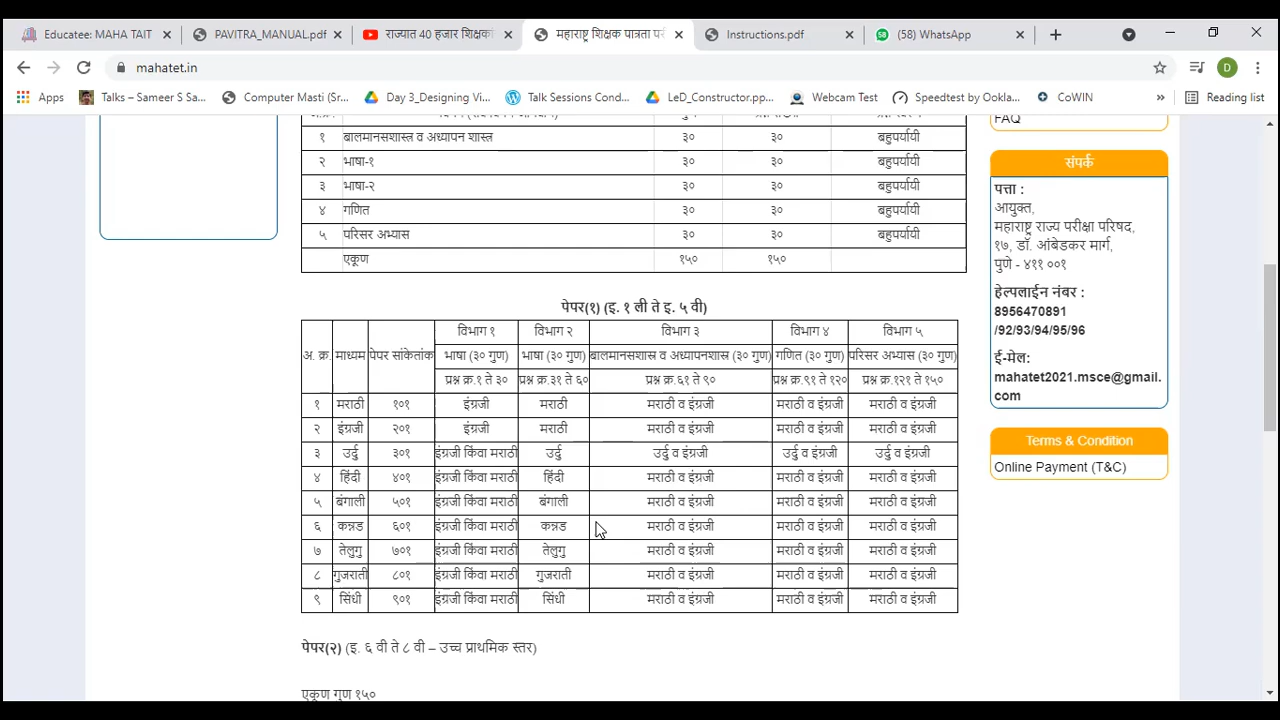 Educatee: MAHA TAIT
PAVITRA_MANUAL.pdf
राज्यात 40 हजार शिक्षकां
महाराष्ट्र शिक्षक पात्रता परी
Instructions.pdf
(58) WhatsApp
mahatet.in
D
Apps
Talks – Sameer S Sa...
Computer Masti (Sr...
Day 3_Designing Vi...
Talk Sessions Cond...
LeD_Constructor.pp...
Webcam Test
Speedtest by Ookla...
CoWIN
»
Reading list
१ बालमानसशास्त्र व अध्यापन शास्त्र ३० ३० बहुपर्यायी
२ भाषा-१ ३० ३० बहुपर्यायी
३ भाषा-२ ३० ३० बहुपर्यायी
४ गणित ३० ३० बहुपर्यायी
५ परिसर अभ्यास ३० ३० बहुपर्यायी
एकूण १५० १५०
पेपर(१) (इ. १ ली ते इ. ५ वी)
विभाग १ विभाग २ विभाग ३ विभाग ४ विभाग ५
अ. क्र. माध्यम पेपर सांकेतांक भाषा (३० गुण) भाषा (३० गुण) बालमानसशास्त्र व अध्यापनशास्त्र (३० गुण) गणित (३० गुण) परिसर अभ्यास (३० गुण)
प्रश्न क्र.१ ते ३० प्रश्न क्र.३१ ते ६० प्रश्न क्र.६१ ते ९० प्रश्न क्र.९१ ते १२० प्रश्न क्र.१२१ ते १५०
१ मराठी १०१ इंग्रजी मराठी मराठी व इंग्रजी मराठी व इंग्रजी मराठी व इंग्रजी
२ इंग्रजी २०१ इंग्रजी मराठी मराठी व इंग्रजी मराठी व इंग्रजी मराठी व इंग्रजी
३ उर्दु ३०१ इंग्रजी किंवा मराठी उर्दु उर्दु व इंग्रजी उर्दु व इंग्रजी उर्दु व इंग्रजी
४ हिंदी ४०१ इंग्रजी किंवा मराठी हिंदी मराठी व इंग्रजी मराठी व इंग्रजी मराठी व इंग्रजी
५ बंगाली ५०१ इंग्रजी किंवा मराठी बंगाली मराठी व इंग्रजी मराठी व इंग्रजी मराठी व इंग्रजी
६ कन्नड ६०१ इंग्रजी किंवा मराठी कन्नड मराठी व इंग्रजी मराठी व इंग्रजी मराठी व इंग्रजी
७ तेलुगु ७०१ इंग्रजी किंवा मराठी तेलुगु मराठी व इंग्रजी मराठी व इंग्रजी मराठी व इंग्रजी
८ गुजराती ८०१ इंग्रजी किंवा मराठी गुजराती मराठी व इंग्रजी मराठी व इंग्रजी मराठी व इंग्रजी
९ सिंधी ९०१ इंग्रजी किंवा मराठी सिंधी मराठी व इंग्रजी मराठी व इंग्रजी मराठी व इंग्रजी
पेपर(२) (इ. ६ वी ते ८ वी – उच्च प्राथमिक स्तर)
एकूण गुण १५०
FAQ
संपर्क
पत्ता :
आयुक्त,
महाराष्ट्र राज्य परीक्षा परिषद,
१७, डॉ. आंबेडकर मार्ग,
पुणे - ४११ ००१
हेल्पलाईन नंबर :
8956470891
/92/93/94/95/96
ई-मेल:
mahatet2021.msce@gmail.
com
Terms & Condition
Online Payment (T&C)